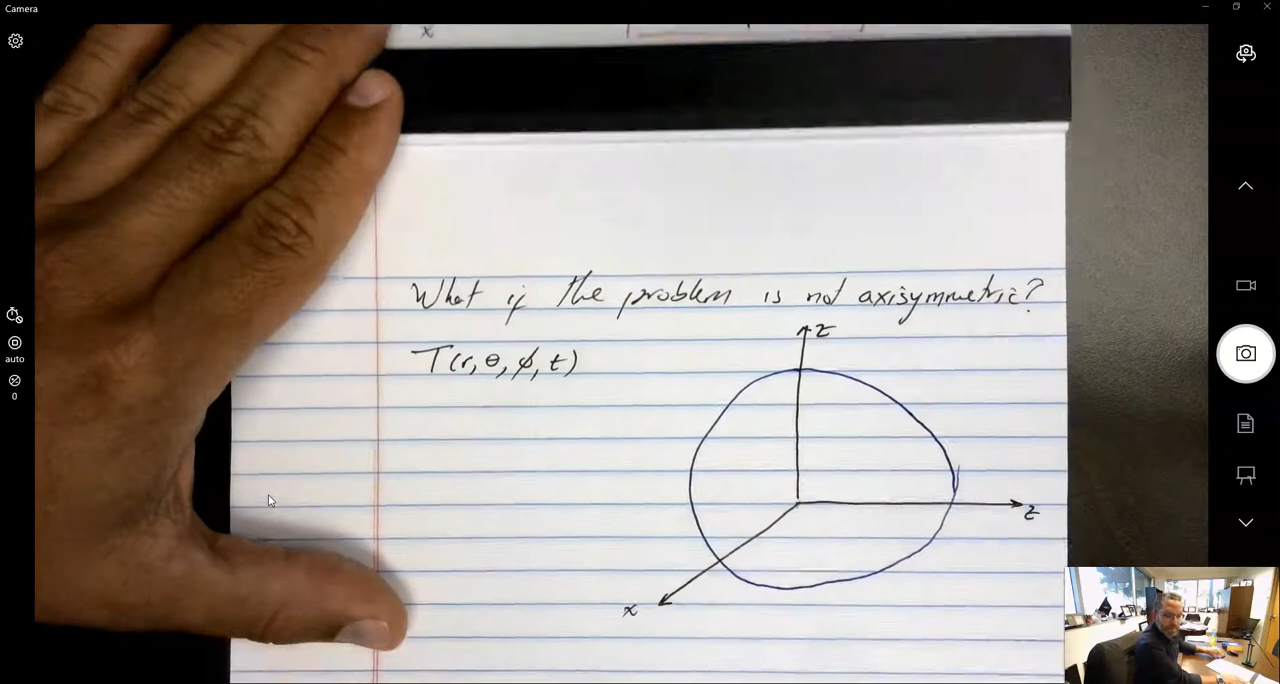 Camera
x
What if the problem is not axisymmetric?
T(r, θ, ϕ, t)
z
z
x
auto
0